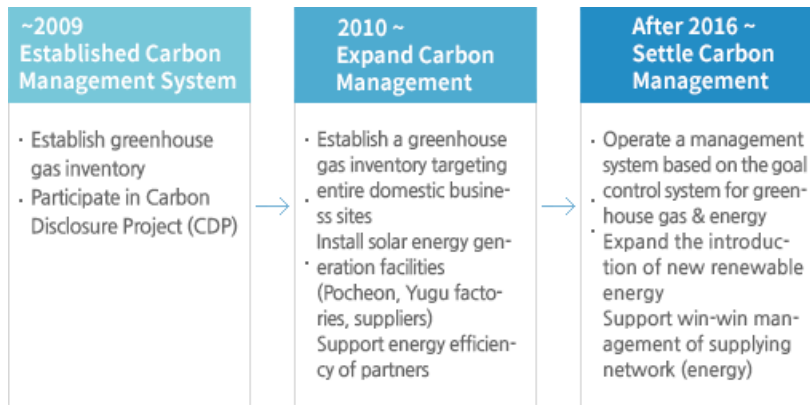 ~2009
Established Carbon
Management System
· Establish greenhouse
gas inventory
· Participate in Carbon
Disclosure Project (CDP)
2010 ~
Expand Carbon
Management
· Establish a greenhouse
gas inventory targeting
· entire domestic busine-
ss sites
Install solar energy gen-
· eration facilities
(Pocheon, Yugu facto-
ries, suppliers)
Support energy efficien-
cy of partners
After 2016 ~
Settle Carbon
Management
· Operate a management
system based on the goal
· control system for green-
house gas & energy
· Expand the introduc-
tion of new renewable
energy
Support win-win man-
agement of supplying
network (energy)